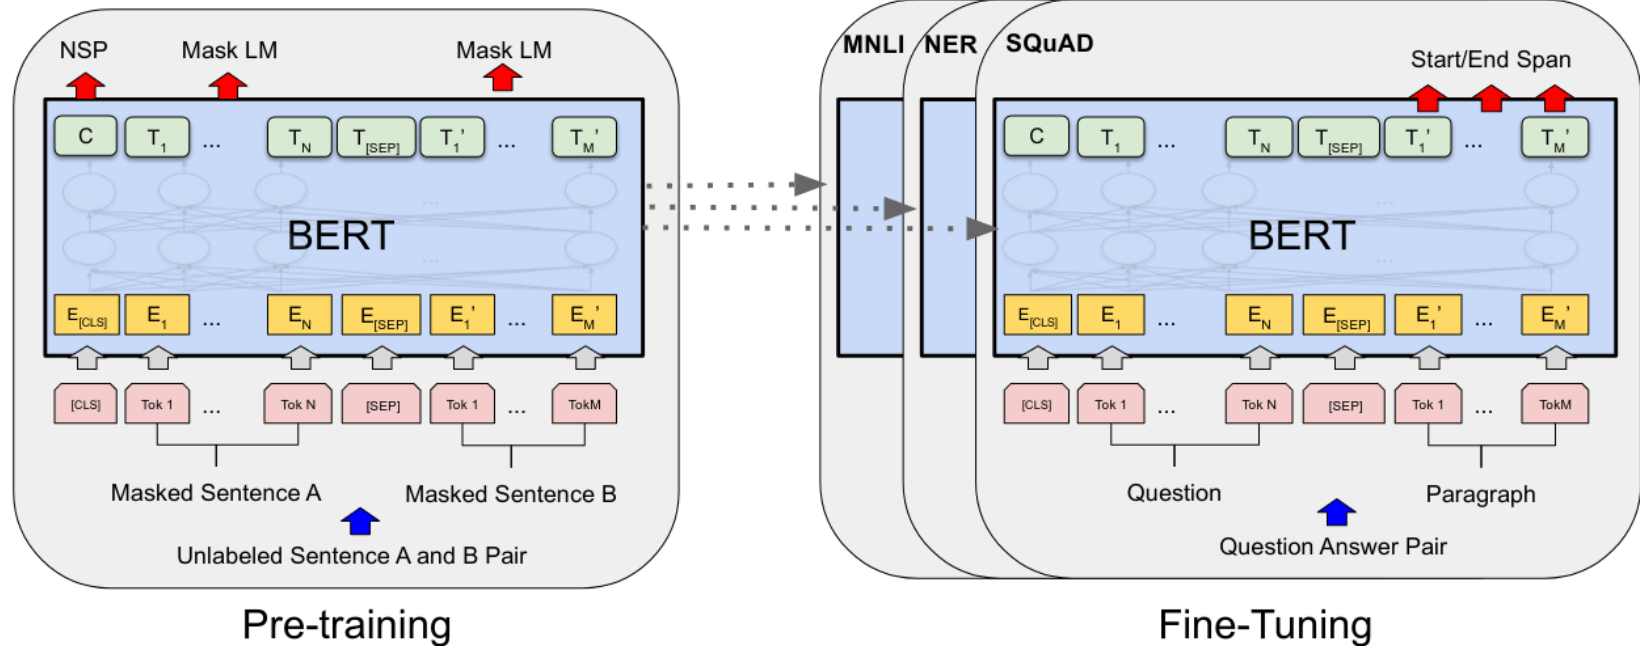 NSP Mask LM Mask LM
C T1 ... TN T[SEP] T1' ... TM'
...
BERT
...
E[CLS] E1 ... EN E[SEP] E1' ... EM'
[CLS] Tok 1 ... Tok N [SEP] Tok 1 ... TokM
Masked Sentence A Masked Sentence B
Unlabeled Sentence A and B Pair
Pre-training
MNLI NER SQuAD
Start/End Span
C T1 ... TN T[SEP] T1' ... TM'
...
BERT
...
E[CLS] E1 ... EN E[SEP] E1' ... EM'
[CLS] Tok 1 ... Tok N [SEP] Tok 1 ... TokM
Question Paragraph
Question Answer Pair
Fine-Tuning